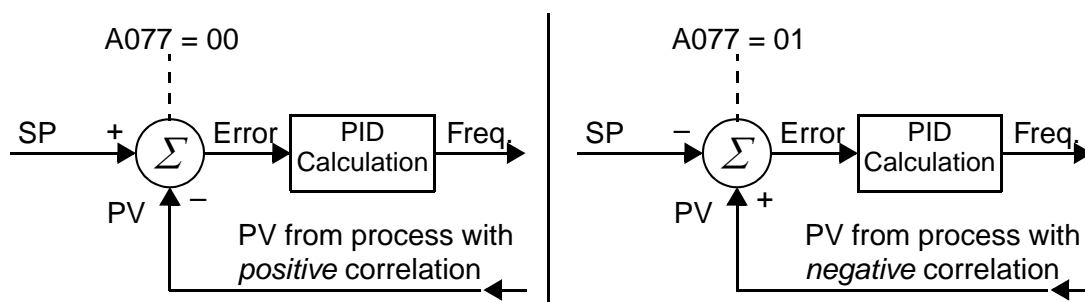 A077 = 00
SP
+
Σ
Error
PID
Calculation
Freq.
PV
−
PV from process with
positive correlation
A077 = 01
SP
−
Σ
Error
PID
Calculation
Freq.
PV
+
PV from process with
negative correlation